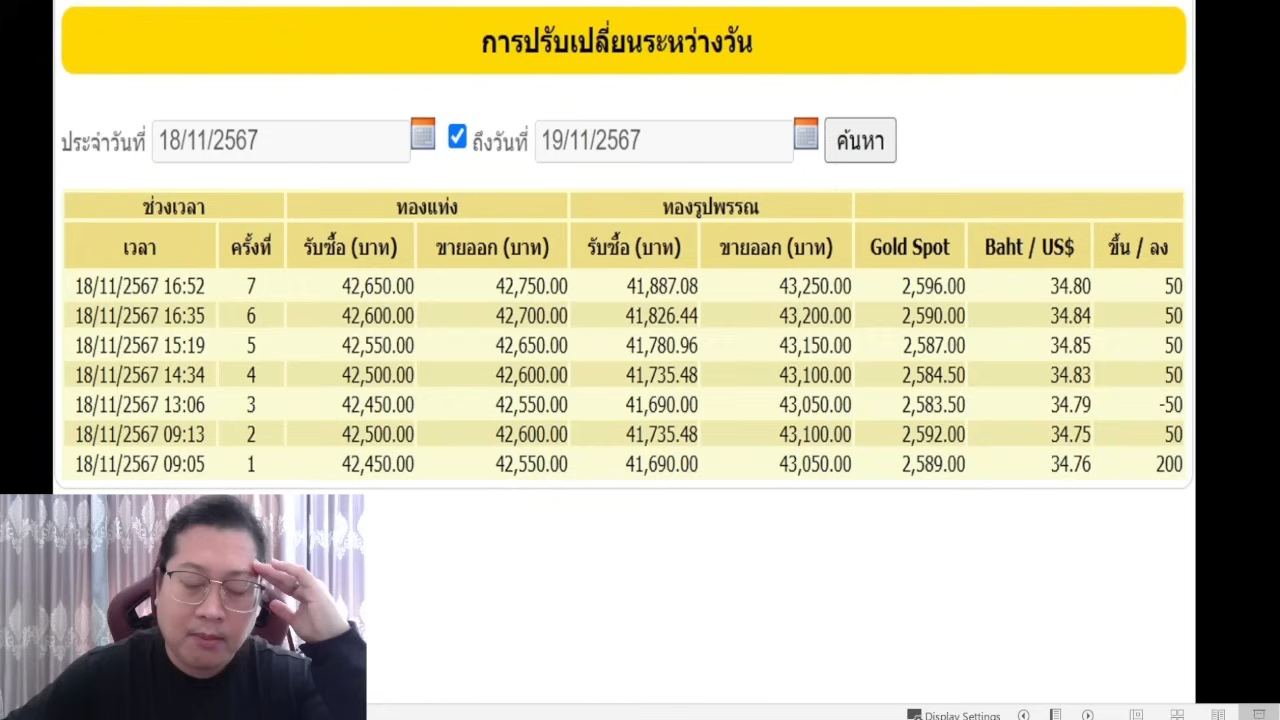 การปรับเปลี่ยนระหว่างวัน
ประจำวันที่ 18/11/2567 ถึงวันที่ 19/11/2567 ค้นหา
ช่วงเวลา ทองแท่ง ทองรูปพรรณ
เวลา ครั้งที่ รับซื้อ (บาท) ขายออก (บาท) รับซื้อ (บาท) ขายออก (บาท) Gold Spot Baht / US$ ขึ้น / ลง
18/11/2567 16:52 7 42,650.00 42,750.00 41,887.08 43,250.00 2,596.00 34.80 50
18/11/2567 16:35 6 42,600.00 42,700.00 41,826.44 43,200.00 2,590.00 34.84 50
18/11/2567 15:19 5 42,550.00 42,650.00 41,780.96 43,150.00 2,587.00 34.85 50
18/11/2567 14:34 4 42,500.00 42,600.00 41,735.48 43,100.00 2,584.50 34.83 50
18/11/2567 13:06 3 42,450.00 42,550.00 41,690.00 43,050.00 2,583.50 34.79 -50
18/11/2567 09:13 2 42,500.00 42,600.00 41,735.48 43,100.00 2,592.00 34.75 50
18/11/2567 09:05 1 42,450.00 42,550.00 41,690.00 43,050.00 2,589.00 34.76 200
Display Settings